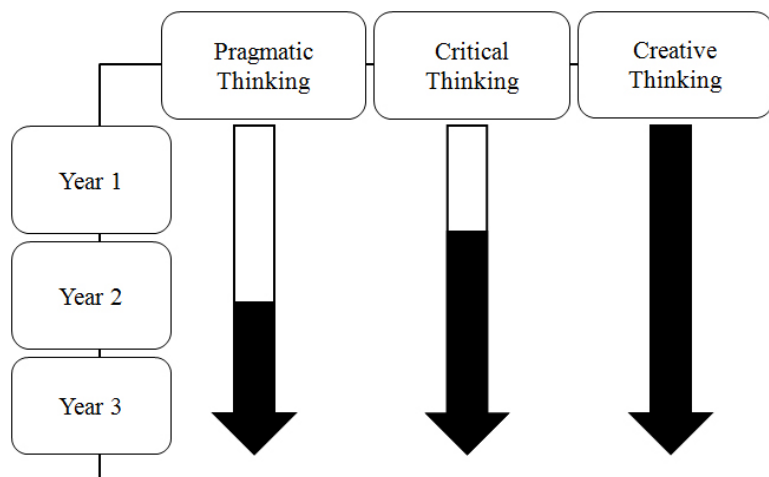 Pragmatic
Thinking
Critical
Thinking
Creative
Thinking
Year 1
Year 2
Year 3